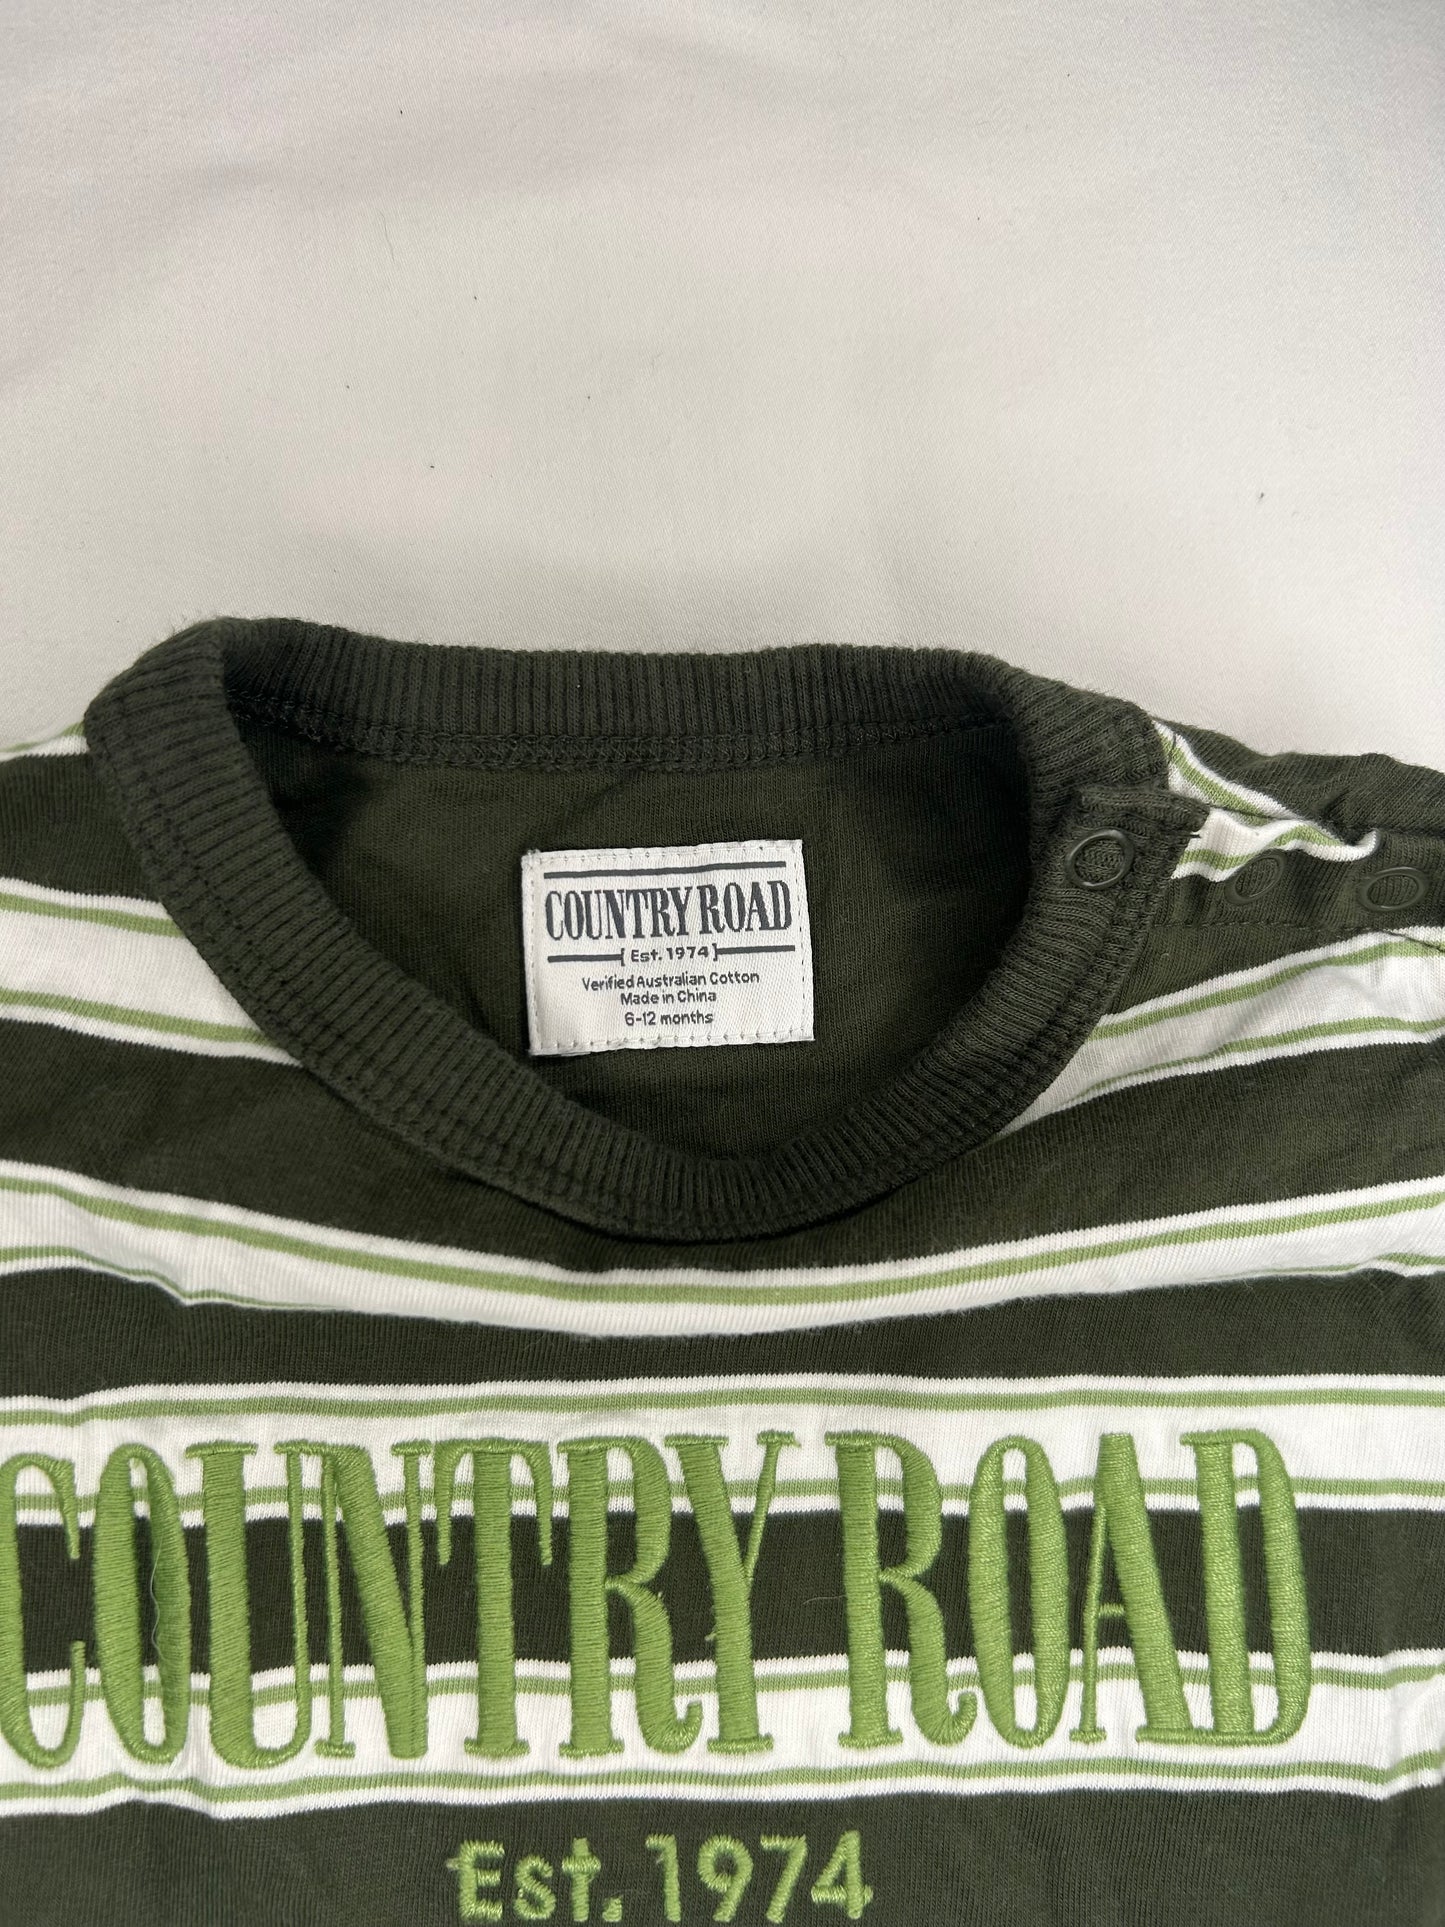 COUNTRY ROAD
[Est. 1974]
Verified Australian Cotton
Made in China
6-12 months
COUNTRY ROAD
Est. 1974